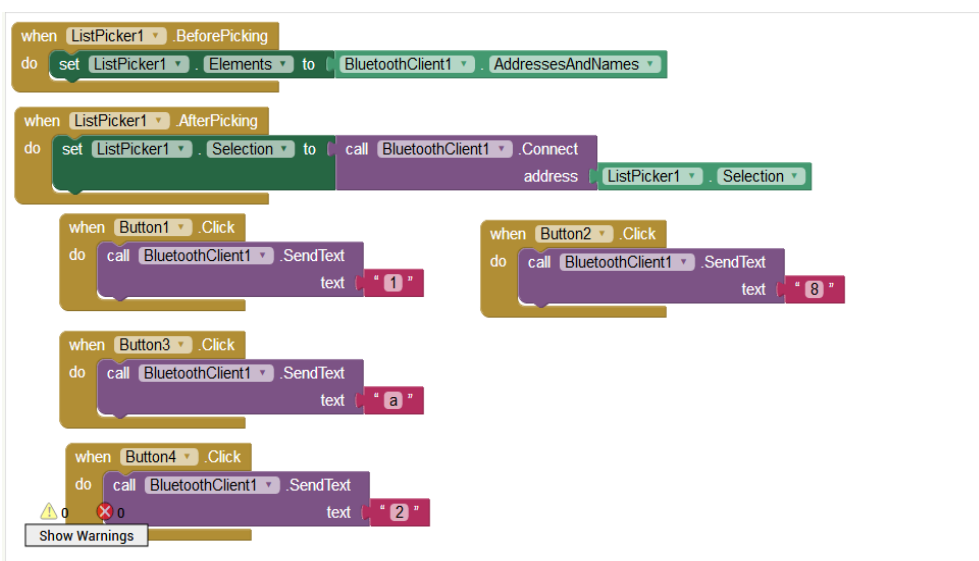 when ListPicker1 .BeforePicking
do set ListPicker1 . Elements to BluetoothClient1 . AddressesAndNames
when ListPicker1 .AfterPicking
do set ListPicker1 . Selection to call BluetoothClient1 .Connect
address ListPicker1 . Selection
when Button1 .Click
do call BluetoothClient1 .SendText
text " 1 "
when Button2 .Click
do call BluetoothClient1 .SendText
text " 8 "
when Button3 .Click
do call BluetoothClient1 .SendText
text " a "
when Button4 .Click
do call BluetoothClient1 .SendText
text " 2 "
0 0
Show Warnings